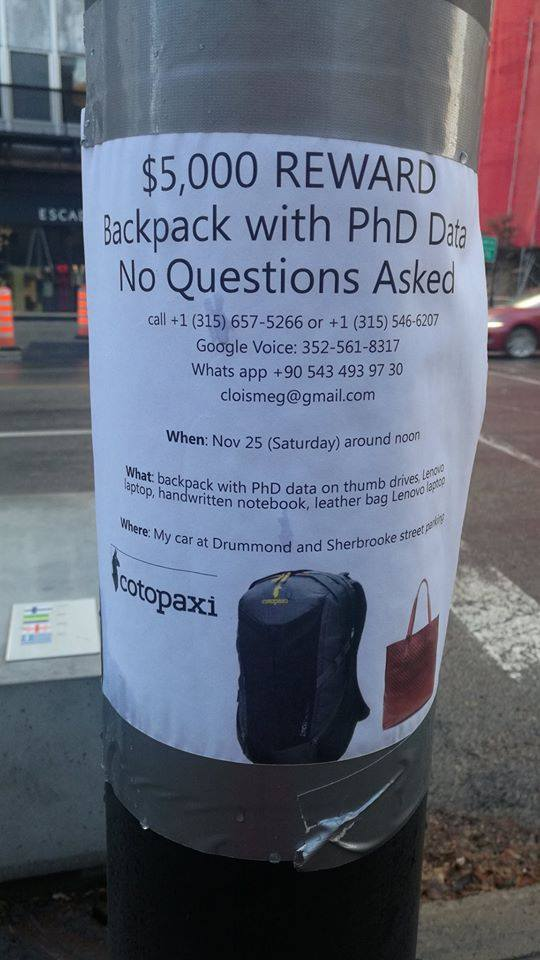 $5,000 REWARD
Backpack with PhD Data
No Questions Asked
call +1 (315) 657-5266 or +1 (315) 546-6207
Google Voice: 352-561-8317
Whats app +90 543 493 97 30
cloismeg@gmail.com
When: Nov 25 (Saturday) around noon
What: backpack with PhD data on thumb drives, Lenovo
laptop, handwritten notebook, leather bag Lenovo laptop
Where: My car at Drummond and Sherbrooke street parking
cotopaxi
cotopaxi
ESCA